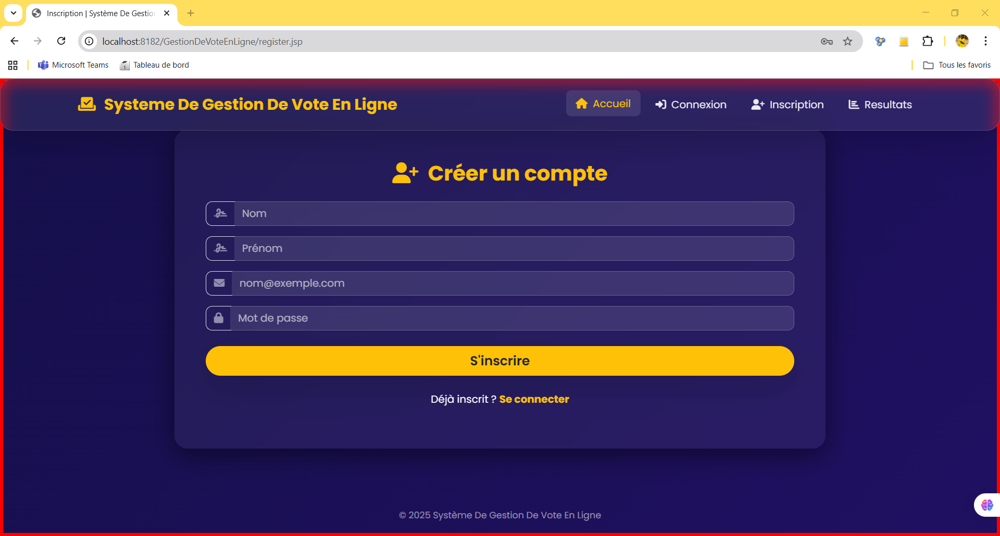 Inscription | Système De Gestion
localhost:8182/GestionDeVoteEnLigne/register.jsp
Microsoft Teams
Tableau de bord
Tous les favoris
Systeme De Gestion De Vote En Ligne
Accueil
Connexion
Inscription
Resultats
Créer un compte
Nom
Prénom
nom@exemple.com
Mot de passe
S'inscrire
Déjà inscrit ? Se connecter
© 2025 Système De Gestion De Vote En Ligne